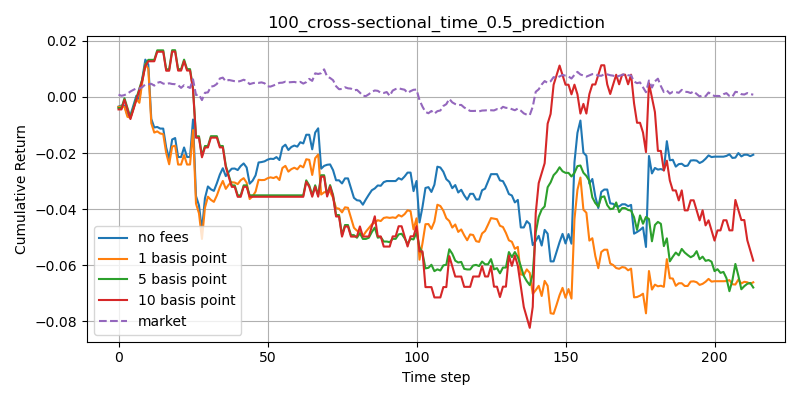 100_cross-sectional_time_0.5_prediction
Cumulative Return
0.02
0.00
−0.02
−0.04
−0.06
−0.08
no fees
1 basis point
5 basis point
10 basis point
market
0 50 100 150 200
Time step